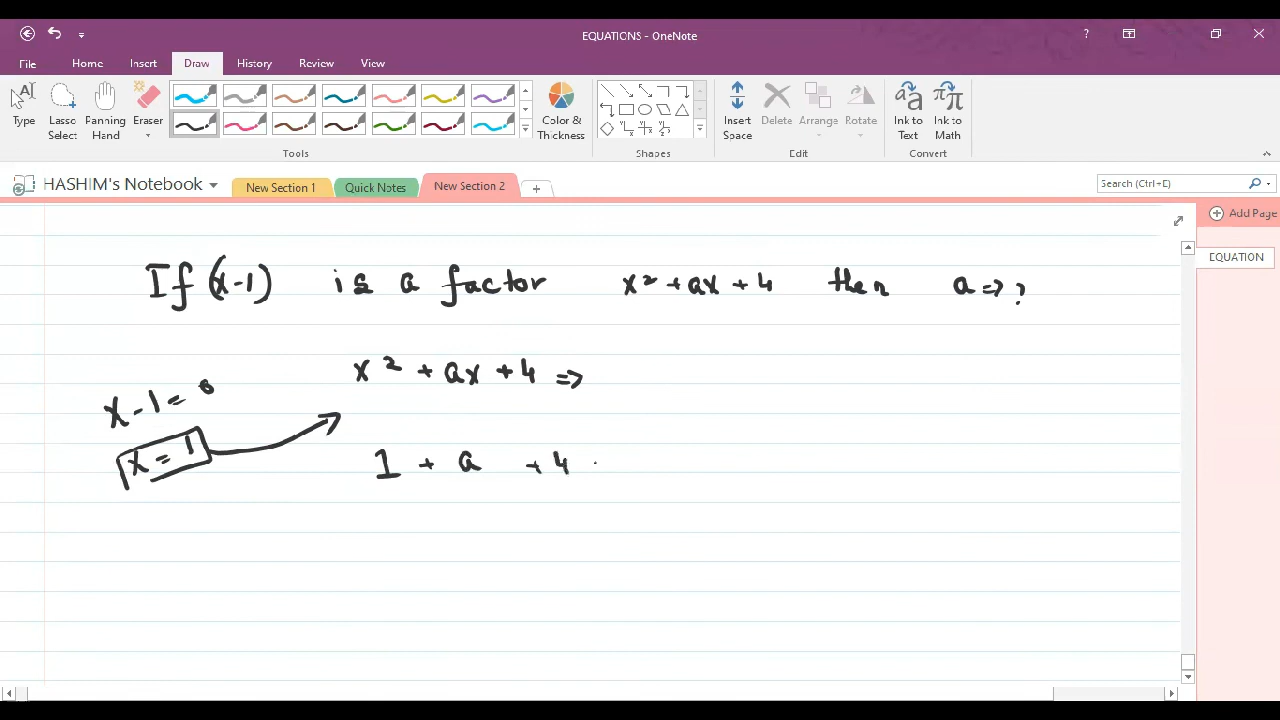 EQUATIONS - OneNote
?
File Home Insert Draw History Review View
Type Lasso Select Panning Hand Eraser Color & Thickness Insert Space Delete Arrange Rotate Ink to Text Ink to Math
Tools Shapes Edit Convert
HASHIM's Notebook New Section 1 Quick Notes New Section 2 + Search (Ctrl+E)
Add Page
EQUATION
If (x-1) is a factor x² + ax + 4 then a ⇒ ?
x² + ax + 4 ⇒
x - 1 = 0
x = 1
1 + a + 4